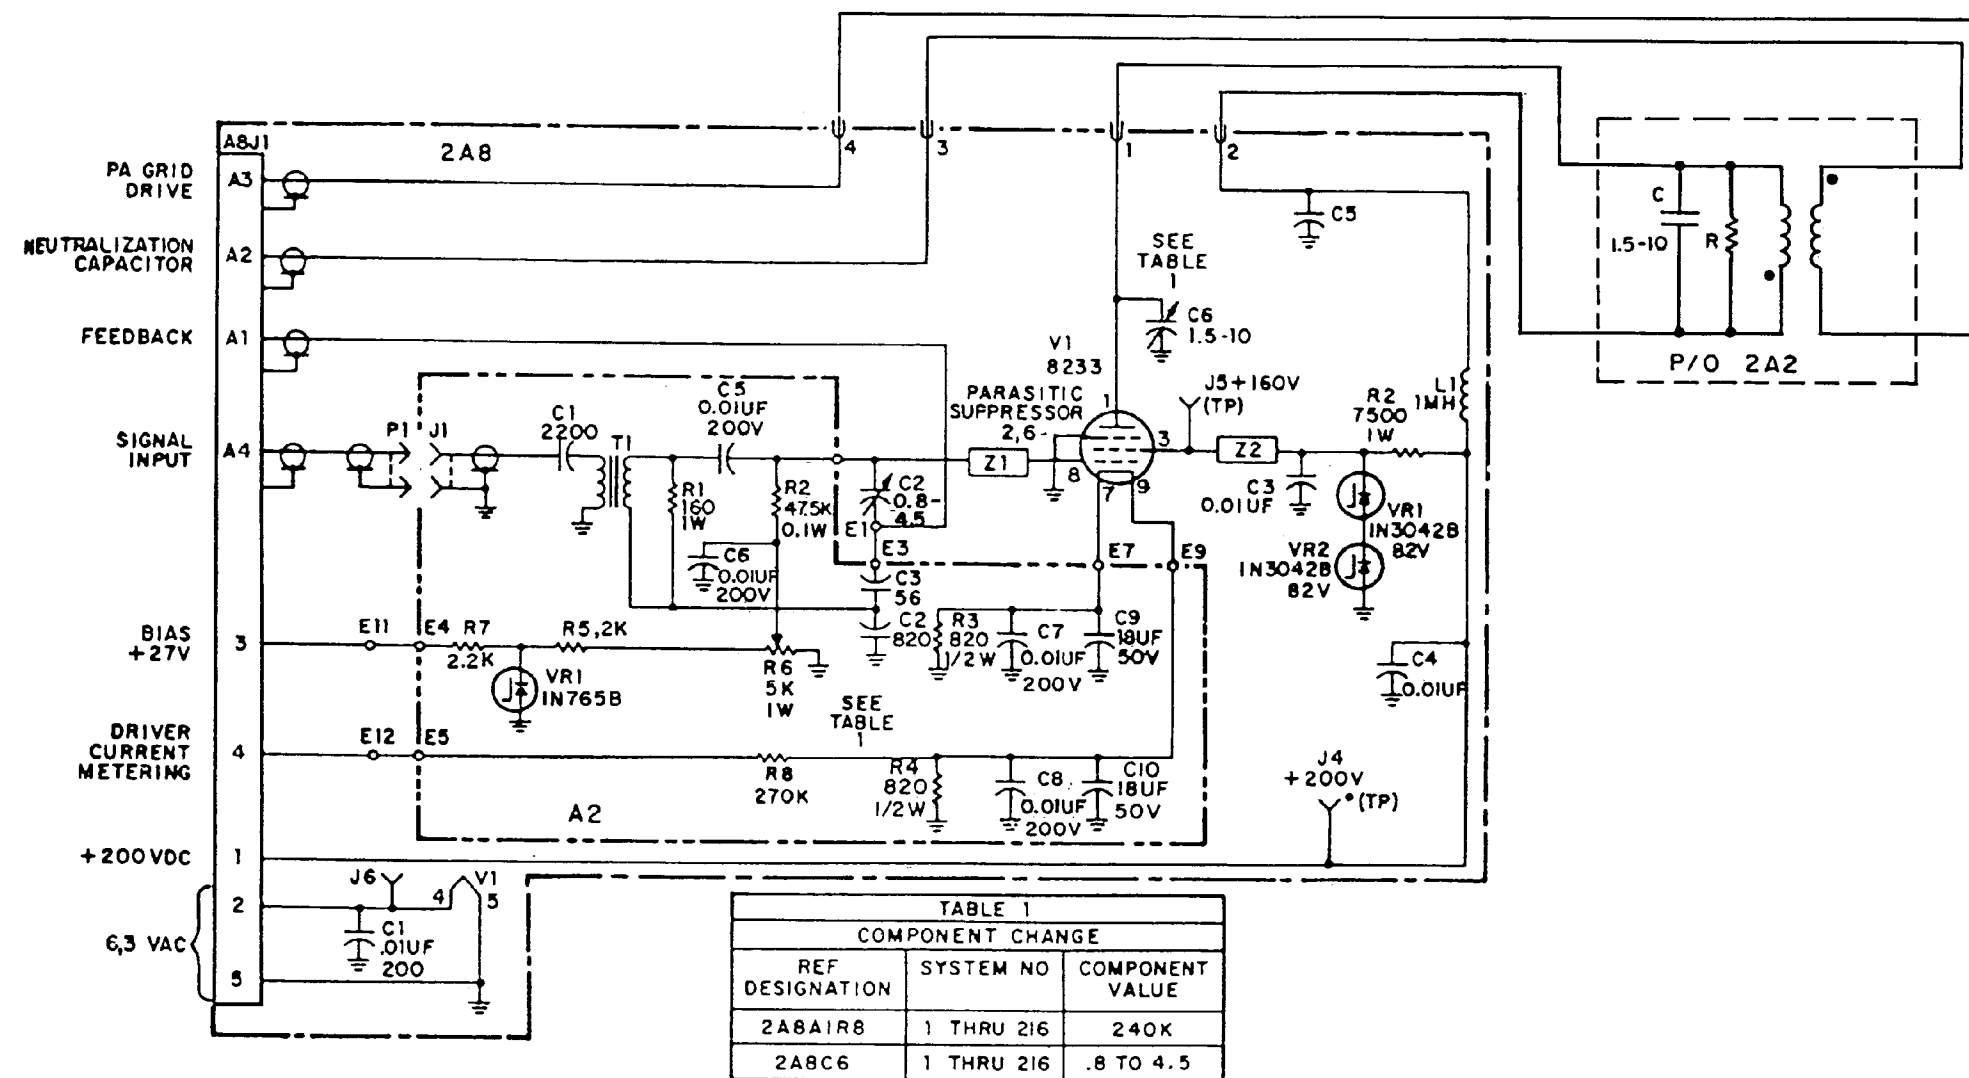 A8J1
2A8
4
3
1
2
PA GRID
DRIVE
A3
NEUTRALIZATION
CAPACITOR
A2
FEEDBACK
A1
SIGNAL
INPUT
A4
P1
J1
C1
2200
T1
C5
0.01UF
200V
R1
160
1W
R2
47.5K
0.1W
C6
0.01UF
200V
C2
0.8-
4.5
E1
E3
C3
56
C2
820
PARASITIC
SUPPRESSOR
2,6
Z1
8
V1
8233
1
3
7
9
SEE
TABLE
1
C6
1.5-10
C5
J5+160V
(TP)
Z2
R2
7500
1W
L1
1MH
C3
0.01UF
VR1
IN3042B
82V
VR2
IN3042B
82V
C
1.5-10
R
P/O 2A2
E7
E9
BIAS
+27V
3
E11
E4
R7
2.2K
R5,2K
VR1
IN765B
R6
5K
1W
R3
820
1/2W
C7
0.01UF
200V
C9
18UF
50V
C4
0.01UF
DRIVER
CURRENT
METERING
4
E12
E5
SEE
TABLE
1
R8
270K
R4
820
1/2W
C8
0.01UF
200V
C10
18UF
50V
J4
+200V
(TP)
A2
+200VDC
1
6,3 VAC
2
5
J6
C1
.01UF
200
4
V1
5
TABLE 1
COMPONENT CHANGE
REF
DESIGNATION
SYSTEM NO
COMPONENT
VALUE
2A8A1R8
1 THRU 216
240K
2A8C6
1 THRU 216
.8 TO 4.5